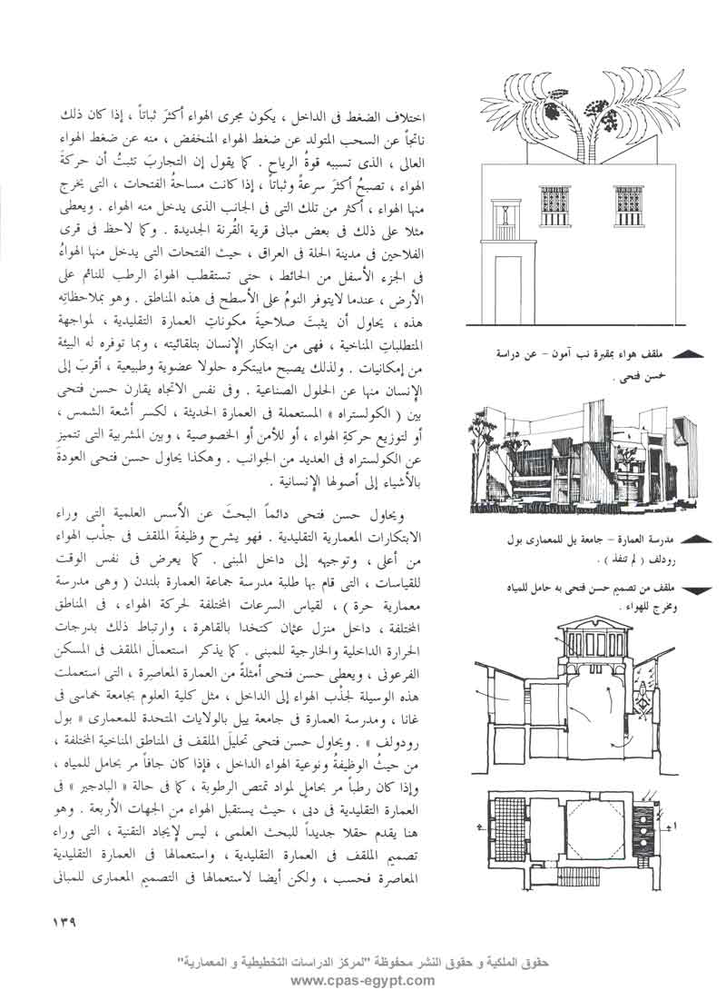 اختلاف الضغط فى الداخل ، يكون مجرى الهواء أكثرَ ثباتاً ، إذا كان ذلك
ناتجاً عن السحب المتولد عن ضغط الهواء المنخفض ، منه عن ضغط الهواء
العالى ، الذى تسببه قوةُ الرياح . كما يقول إن التجاربَ تثبتُ أن حركةَ
الهواء ، تصبحُ أكثرَ سرعةً وثباتاً ، إذا كانت مساحةُ الفتحات ، التى يخرج
منها الهواء ، أكثر من تلك التى فى الجانب الذى يدخل منه الهواء . ويعطى
مثلا على ذلك فى بعض مبانى قرية القُرنة الجديدة . وكما لاحظ فى قرى
الفلاحين فى مدينة الحلة فى العراق ، حيث الفتحات التى يدخل منها الهواءُ
فى الجزء الأسفل من الحائط ، حتى تستقطب الهواءَ الرطب للنائم على
الأرض ، عندما لايتوفر النومُ على الأسطح فى هذه المناطق . وهو بملاحظاتِه
هذه ، يحاول أن يثبتَ صلاحيةَ مكوناتِ العمارة التقليدية ، لمواجهة
المتطلباتِ المناخية ، فهى من ابتكار الإنسان بتلقائيته ، وبما توفره له البيئة
من إمكانيات . ولذلك يصبح مايبتكره حلولا عضوية وطبيعية ، أقربَ إلى
الإنسان منها عن الحلول الصناعية . وفى نفس الاتجاه يقارن حسن فتحى
بين ( الكولستراه » المستعملة فى العمارة الحديثة ، لكسر أشعة الشمس ،
أو لتوزيع حركةِ الهواء ، أو للأمن أو الخصوصية ، وبين المشربية التى تتميز
عن الكولستراه فى العديد من الجوانب . وهكذا يحاول حسن فتحى العودةَ
بالأشياء إلى أصولها الإنسانية .
ويحاول حسن فتحى دائماً البحثَ عن الأسس العلمية التى وراء
الابتكارات المعمارية التقليدية . فهو يشرح وظيفةَ الملقف فى جذْب الهواء
من أعلى ، وتوجيهه إلى داخل المبنى . كما يعرض فى نفس الوقت
للقياسات ، التى قام بها طلبة مدرسة جماعة العمارة بلندن ( وهى مدرسة
معمارية حرة ) ، لقياس السرعات المختلفة لحركة الهواء ، فى المناطق
المختلفة ، داخل منزل عثمان كتخدا بالقاهرة ، وارتباط ذلك بدرجات
الحرارة الداخلية والخارجية للمبنى . كما يذكر استعمالَ الملقف فى المسكن
الفرعونى ، ويعطى حسن فتحى أمثلةً من العمارة المعاصِرة ، التى استعملت
هذه الوسيلة لجذْب الهواء إلى الداخل ، مثل كلية العلوم بجامعة خماسى فى
غانا ، ومدرسة العمارة فى جامعة ييل بالولايات المتحدة للمعمارى « بول
رودولف » . ويحاول حسن فتحى تحليلَ الملقف فى المناطق المناخية المختلفة ،
من حيثُ الوظيفةُ ونوعية الهواء الداخل ، فإذا كان جافاً مر بحامل للمياه ،
وإذا كان رطباً مر بحاملٍ لمواد تمتص الرطوبة ، كما فى حالة « البادجير » فى
العمارة التقليدية فى دبى ، حيث يستقبل الهواء من الجهات الأربعة . وهو
هنا يقدم حقلا جديداً للبحث العلمى ، ليس لإيجاد التقنية ، التى وراء
تصميم الملقف فى العمارة التقليدية ، واستعمالها فى العمارة التقليدية
المعاصرة فحسب ، ولكن أيضا لاستعمالها فى التصميم المعمارى للمبانى
ملقف هواء بمقبرة نب آمون – عن دراسة
حسن فتحى .
مدرسة العمارة – جامعة يل للمعمارى بول
رودلف ( لم تنفذ ) .
ملقف من تصميم حسن فتحى به حامل للمياه
ومخرج للهواء .
ا
١٣٩
حقوق الملكية و حقوق النشر محفوظة "لمركز الدراسات التخطيطية و المعمارية"
www.cpas-egypt.com